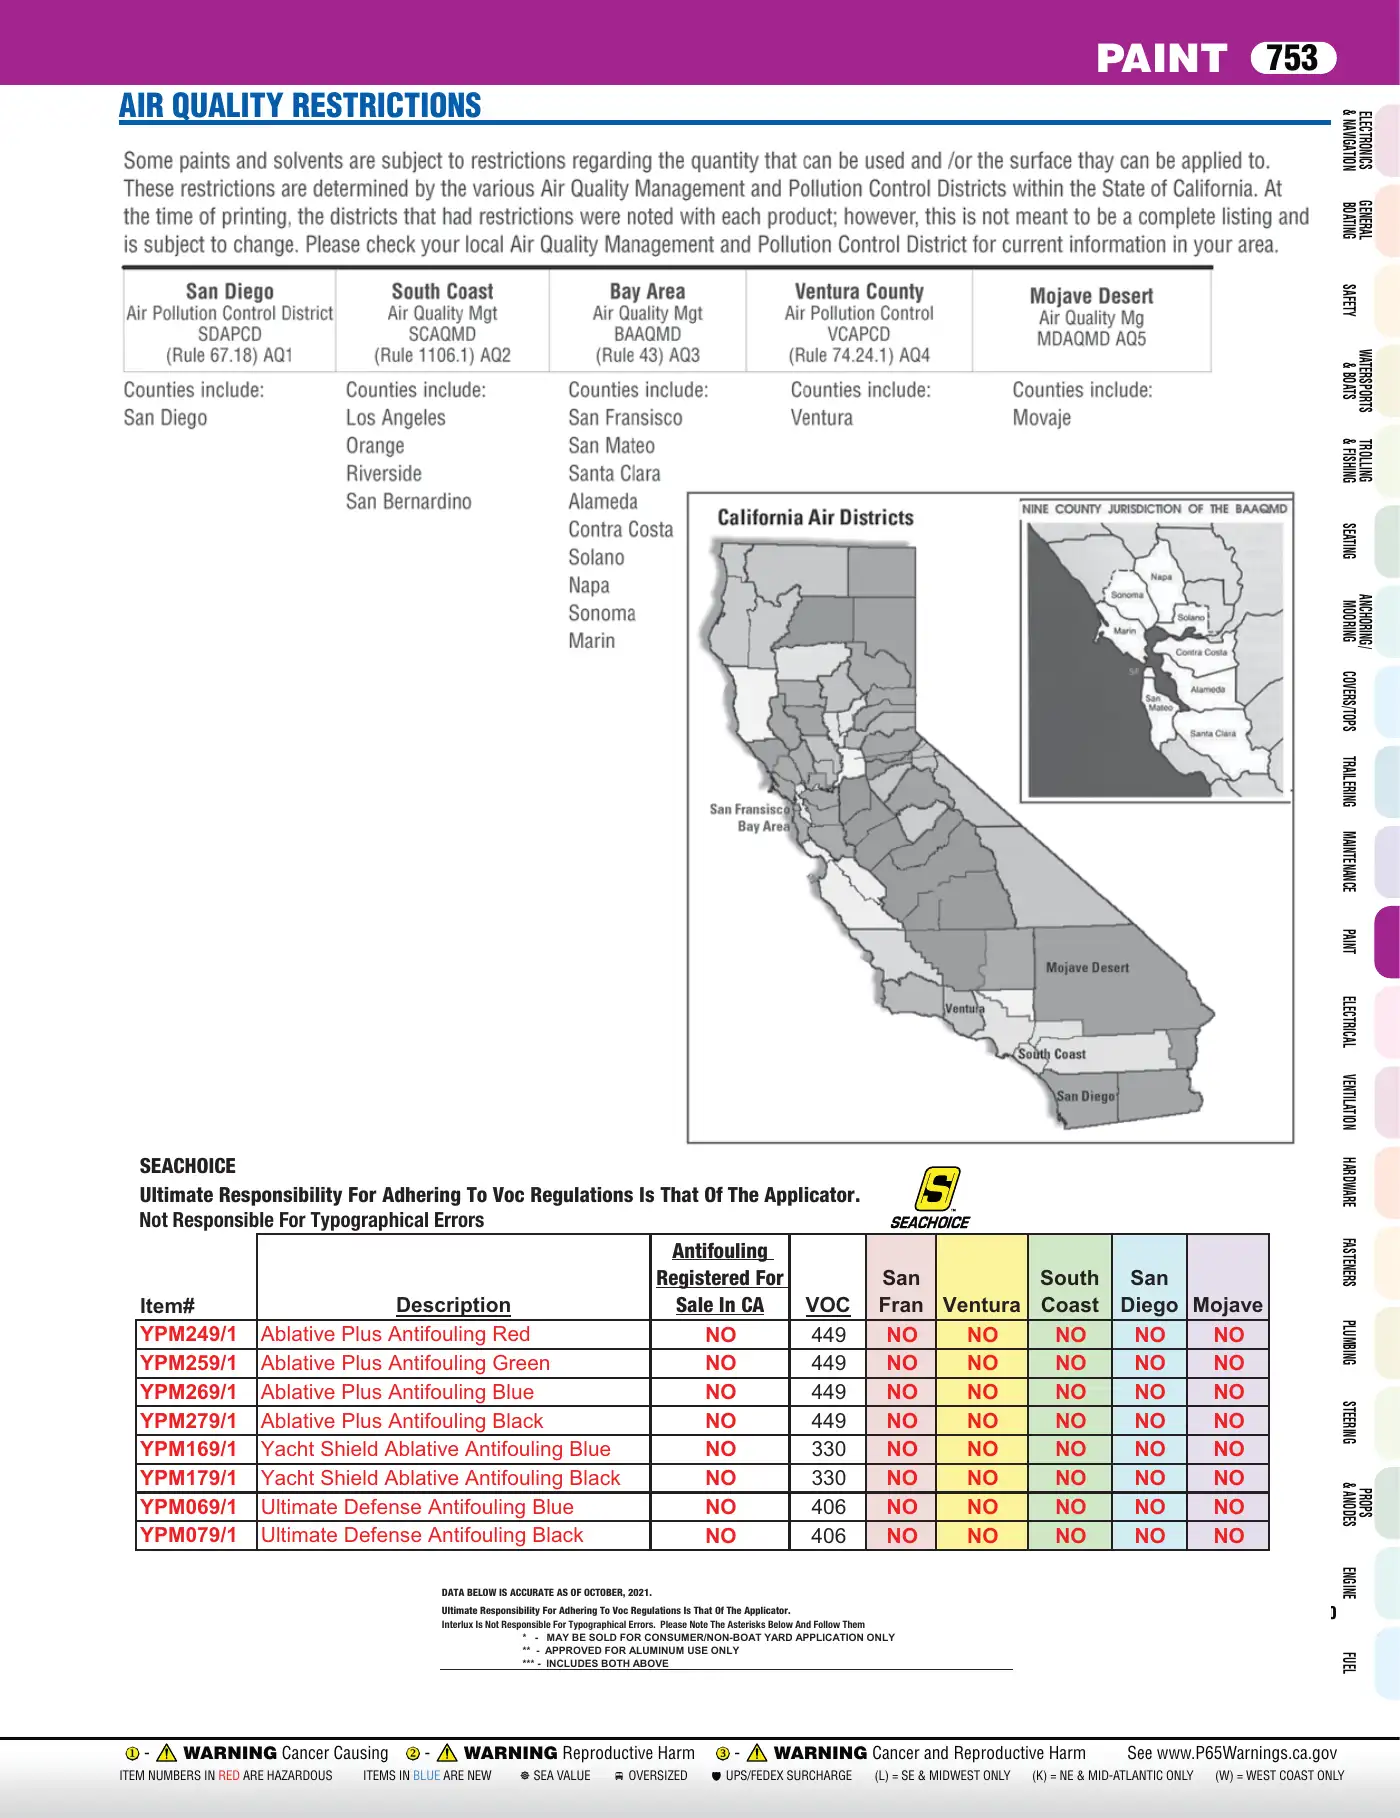 PAINT 753
AIR QUALITY RESTRICTIONS
Some paints and solvents are subject to restrictions regarding the quantity that can be used and /or the surface thay can be applied to.
These restrictions are determined by the various Air Quality Management and Pollution Control Districts within the State of California. At
the time of printing, the districts that had restrictions were noted with each product; however, this is not meant to be a complete listing and
is subject to change. Please check your local Air Quality Management and Pollution Control District for current information in your area.
San Diego
Air Pollution Control District
SDAPCD
(Rule 67.18) AQ1
South Coast
Air Quality Mgt
SCAQMD
(Rule 1106.1) AQ2
Bay Area
Air Quality Mgt
BAAQMD
(Rule 43) AQ3
Ventura County
Air Pollution Control
VCAPCD
(Rule 74.24.1) AQ4
Mojave Desert
Air Quality Mg
MDAQMD AQ5
Counties include:
San Diego
Counties include:
Los Angeles
Orange
Riverside
San Bernardino
Counties include:
San Fransisco
San Mateo
Santa Clara
Alameda
Contra Costa
Solano
Napa
Sonoma
Marin
Counties include:
Ventura
Counties include:
Movaje
California Air Districts
San Fransisco
Bay Area
Mojave Desert
Ventura
South Coast
San Diego
NINE COUNTY JURISDICTION OF THE BAAQMD
Napa
Sonoma
Solano
Marin
Contra Costa
SF
Alameda
San
Mateo
Santa Clara
SEACHOICE
Ultimate Responsibility For Adhering To Voc Regulations Is That Of The Applicator.
Not Responsible For Typographical Errors
S
SEACHOICE
Item# Description Antifouling Registered For Sale In CA VOC San Fran Ventura South Coast San Diego Mojave
YPM249/1 Ablative Plus Antifouling Red NO 449 NO NO NO NO NO
YPM259/1 Ablative Plus Antifouling Green NO 449 NO NO NO NO NO
YPM269/1 Ablative Plus Antifouling Blue NO 449 NO NO NO NO NO
YPM279/1 Ablative Plus Antifouling Black NO 449 NO NO NO NO NO
YPM169/1 Yacht Shield Ablative Antifouling Blue NO 330 NO NO NO NO NO
YPM179/1 Yacht Shield Ablative Antifouling Black NO 330 NO NO NO NO NO
YPM069/1 Ultimate Defense Antifouling Blue NO 406 NO NO NO NO NO
YPM079/1 Ultimate Defense Antifouling Black NO 406 NO NO NO NO NO
DATA BELOW IS ACCURATE AS OF OCTOBER, 2021.
Ultimate Responsibility For Adhering To Voc Regulations Is That Of The Applicator.
Interlux Is Not Responsible For Typographical Errors. Please Note The Asterisks Below And Follow Them
* - MAY BE SOLD FOR CONSUMER/NON-BOAT YARD APPLICATION ONLY
** - APPROVED FOR ALUMINUM USE ONLY
*** - INCLUDES BOTH ABOVE
ELECTRONICS
& NAVIGATION
GENERAL
BOATING
SAFETY
WATERSPORTS
& BOATS
TROLLING
& FISHING
SEATING
ANCHORING/
MOORING
COVERS/TOPS
TRAILERING
MAINTENANCE
PAINT
ELECTRICAL
VENTILATION
HARDWARE
FASTENERS
PLUMBING
STEERING
PROPS
& ANODES
ENGINE
FUEL
1 - WARNING Cancer Causing 2 - WARNING Reproductive Harm 3 - WARNING Cancer and Reproductive Harm See www.P65Warnings.ca.gov
ITEM NUMBERS IN RED ARE HAZARDOUS ITEMS IN BLUE ARE NEW SEA VALUE OVERSIZED UPS/FEDEX SURCHARGE (L) = SE & MIDWEST ONLY (K) = NE & MID-ATLANTIC ONLY (W) = WEST COAST ONLY